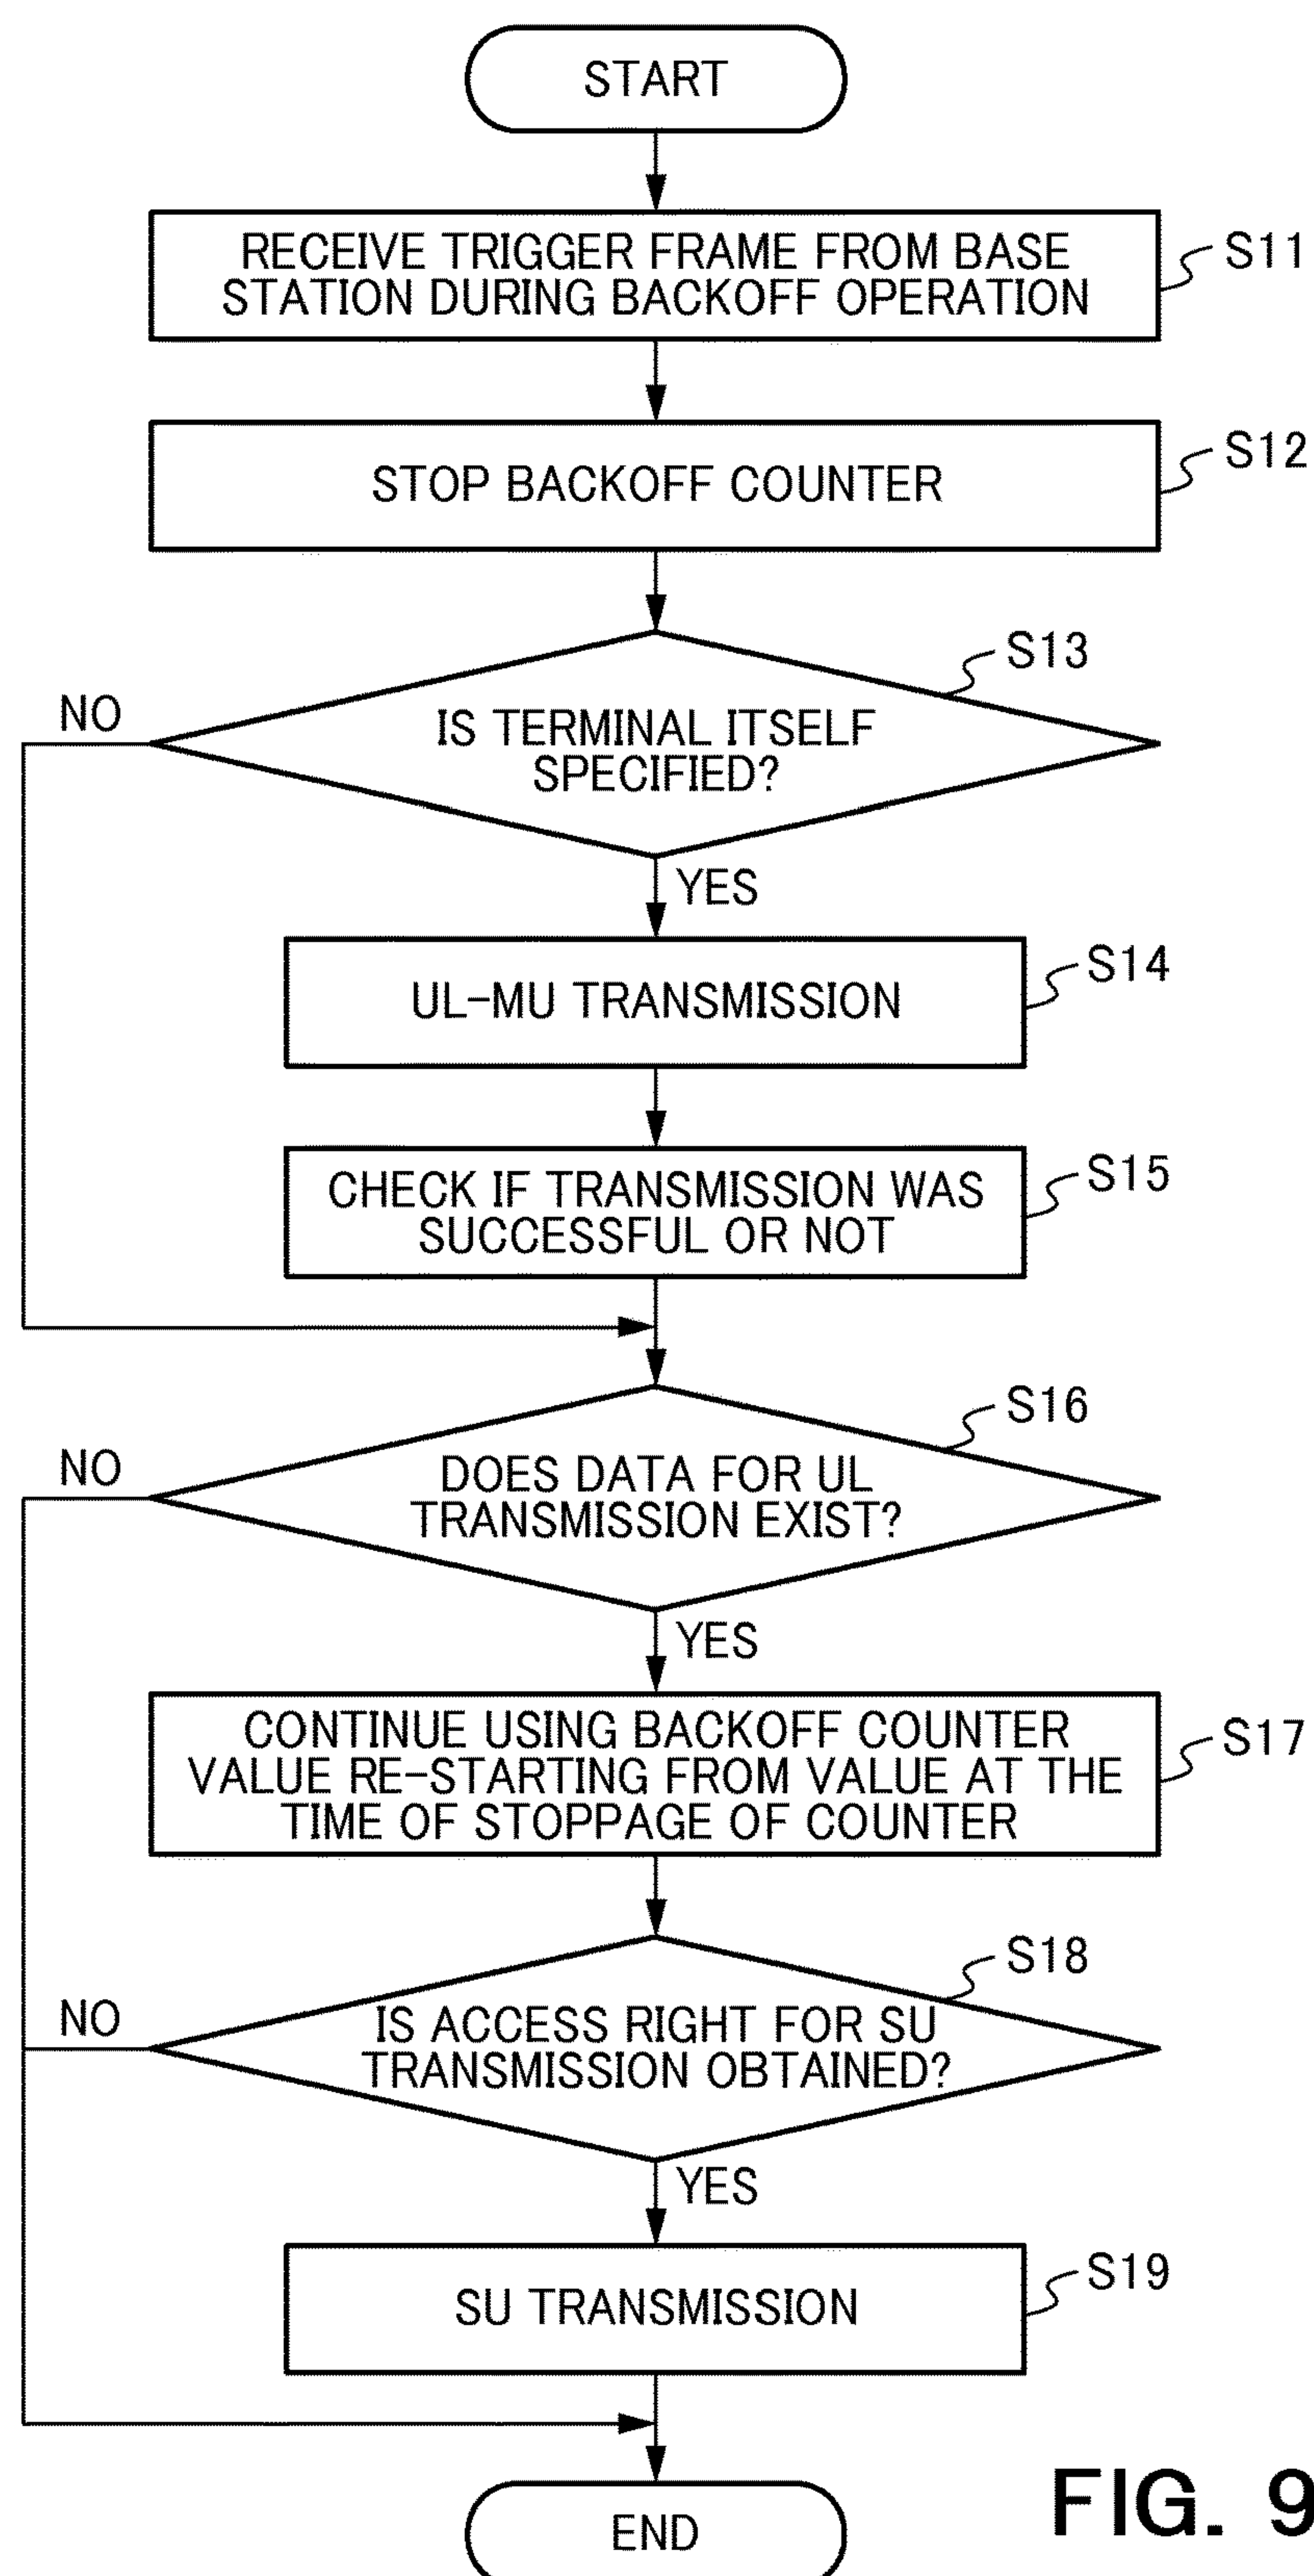 START
RECEIVE TRIGGER FRAME FROM BASE
STATION DURING BACKOFF OPERATION
S11
STOP BACKOFF COUNTER
S12
S13
NO
IS TERMINAL ITSELF
SPECIFIED?
YES
UL-MU TRANSMISSION
S14
CHECK IF TRANSMISSION WAS
SUCCESSFUL OR NOT
S15
S16
NO
DOES DATA FOR UL
TRANSMISSION EXIST?
YES
CONTINUE USING BACKOFF COUNTER
VALUE RE-STARTING FROM VALUE AT THE
TIME OF STOPPAGE OF COUNTER
S17
S18
NO
IS ACCESS RIGHT FOR SU
TRANSMISSION OBTAINED?
YES
SU TRANSMISSION
S19
END
FIG. 9